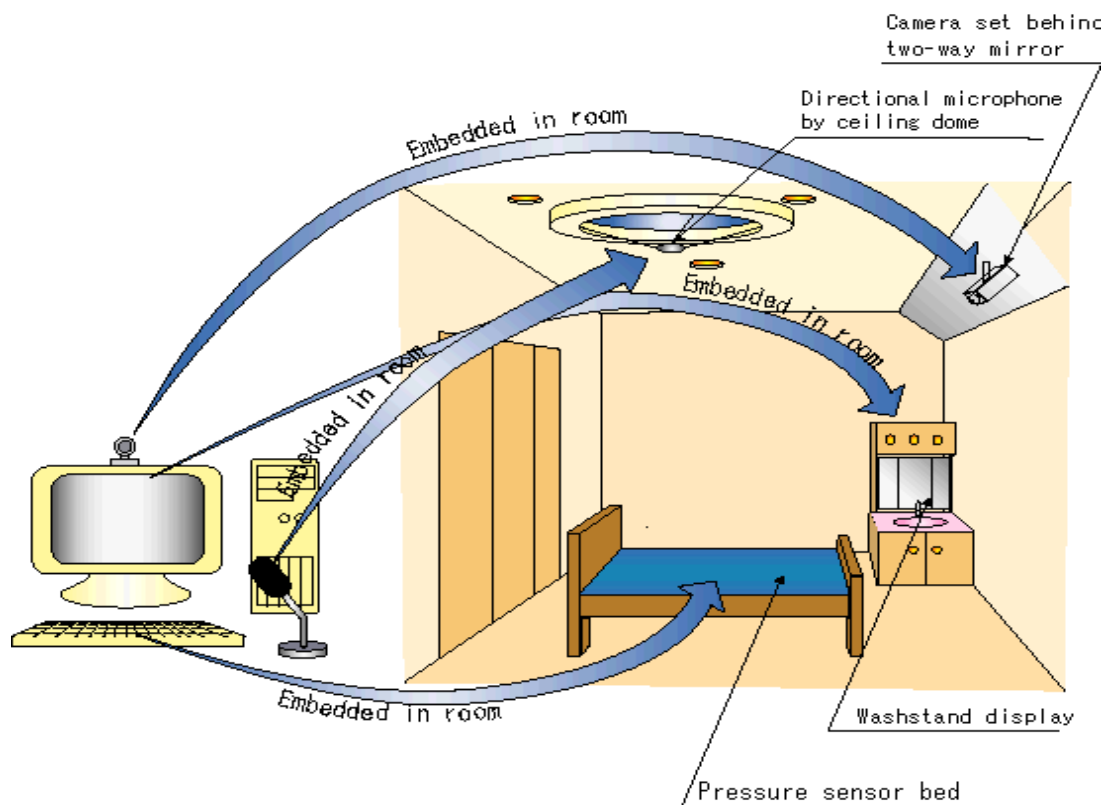 Camera set behind
two-way mirror
Directional microphone
by ceiling dome
Embedded in room
Embedded in room
Embedded in room
Embedded in room
Washstand display
Pressure sensor bed